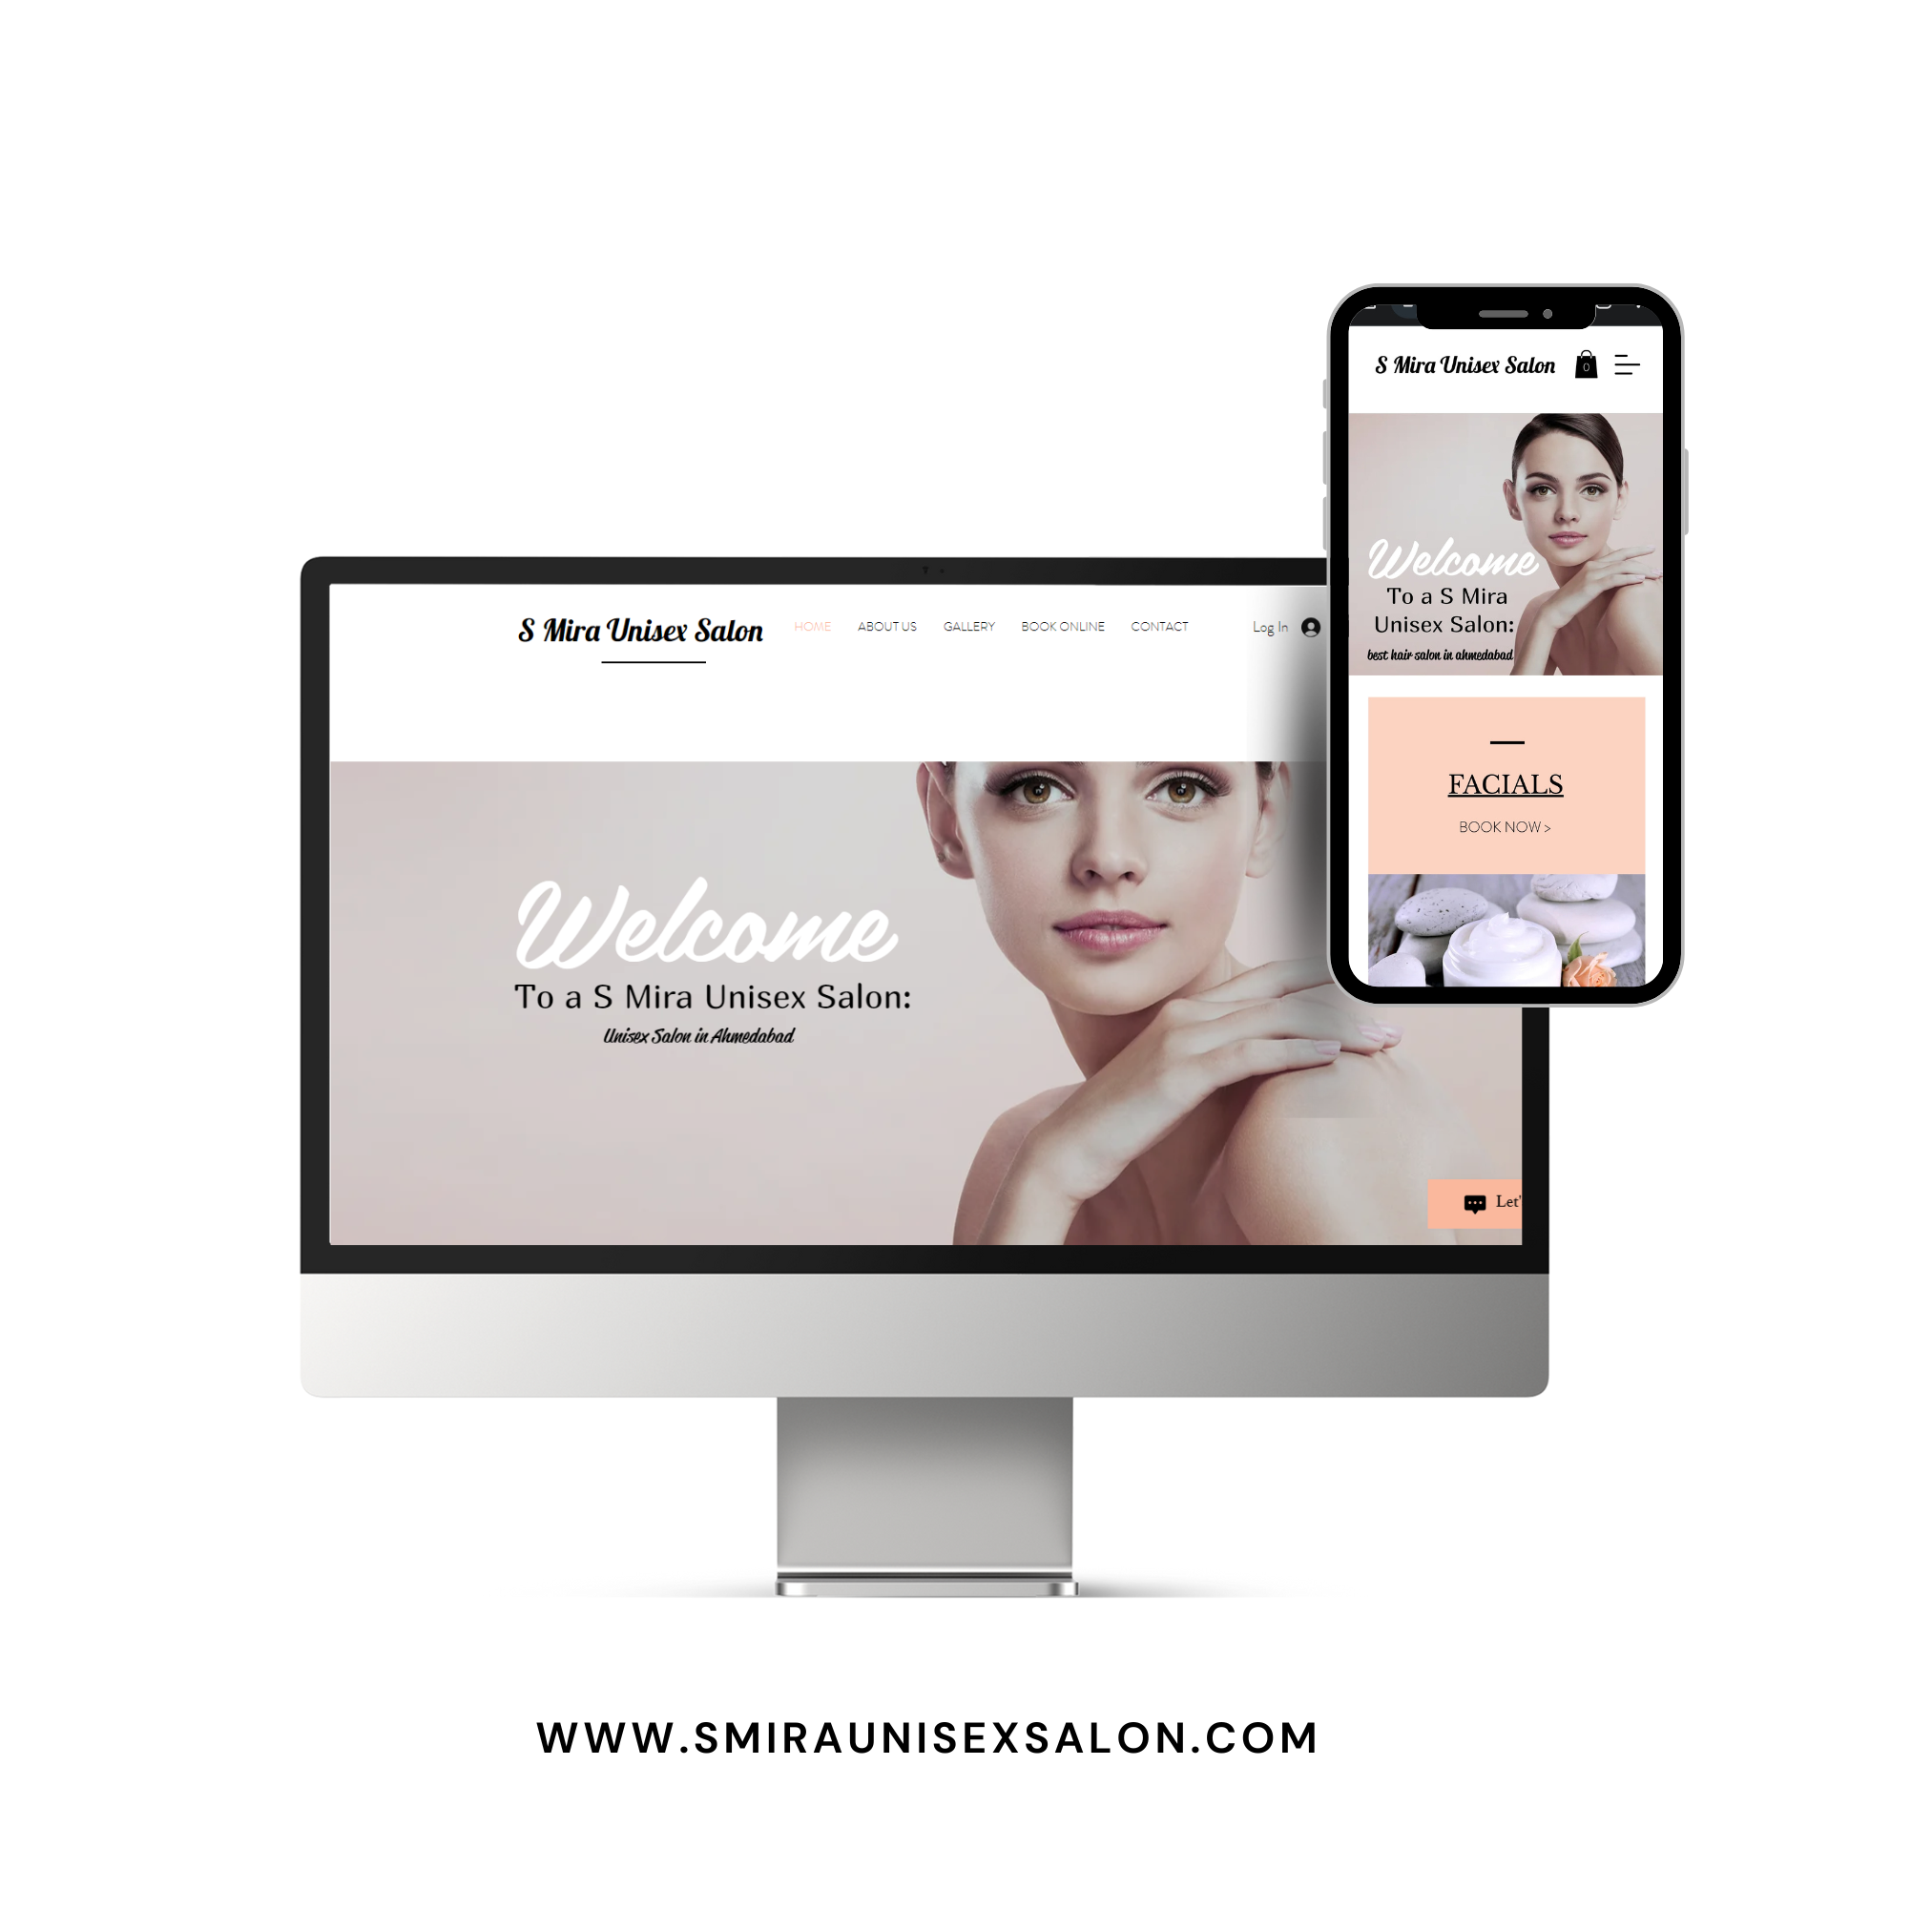 S Mira Unisex Salon
0
Welcome
To a S Mira
Unisex Salon:
best hair salon in ahmedabad
FACIALS
BOOK NOW >
S Mira Unisex Salon
HOME ABOUT US GALLERY BOOK ONLINE CONTACT Log In
Welcome
To a S Mira Unisex Salon:
Unisex Salon in Ahmedabad
Let'
WWW.SMIRAUNISEXSALON.COM